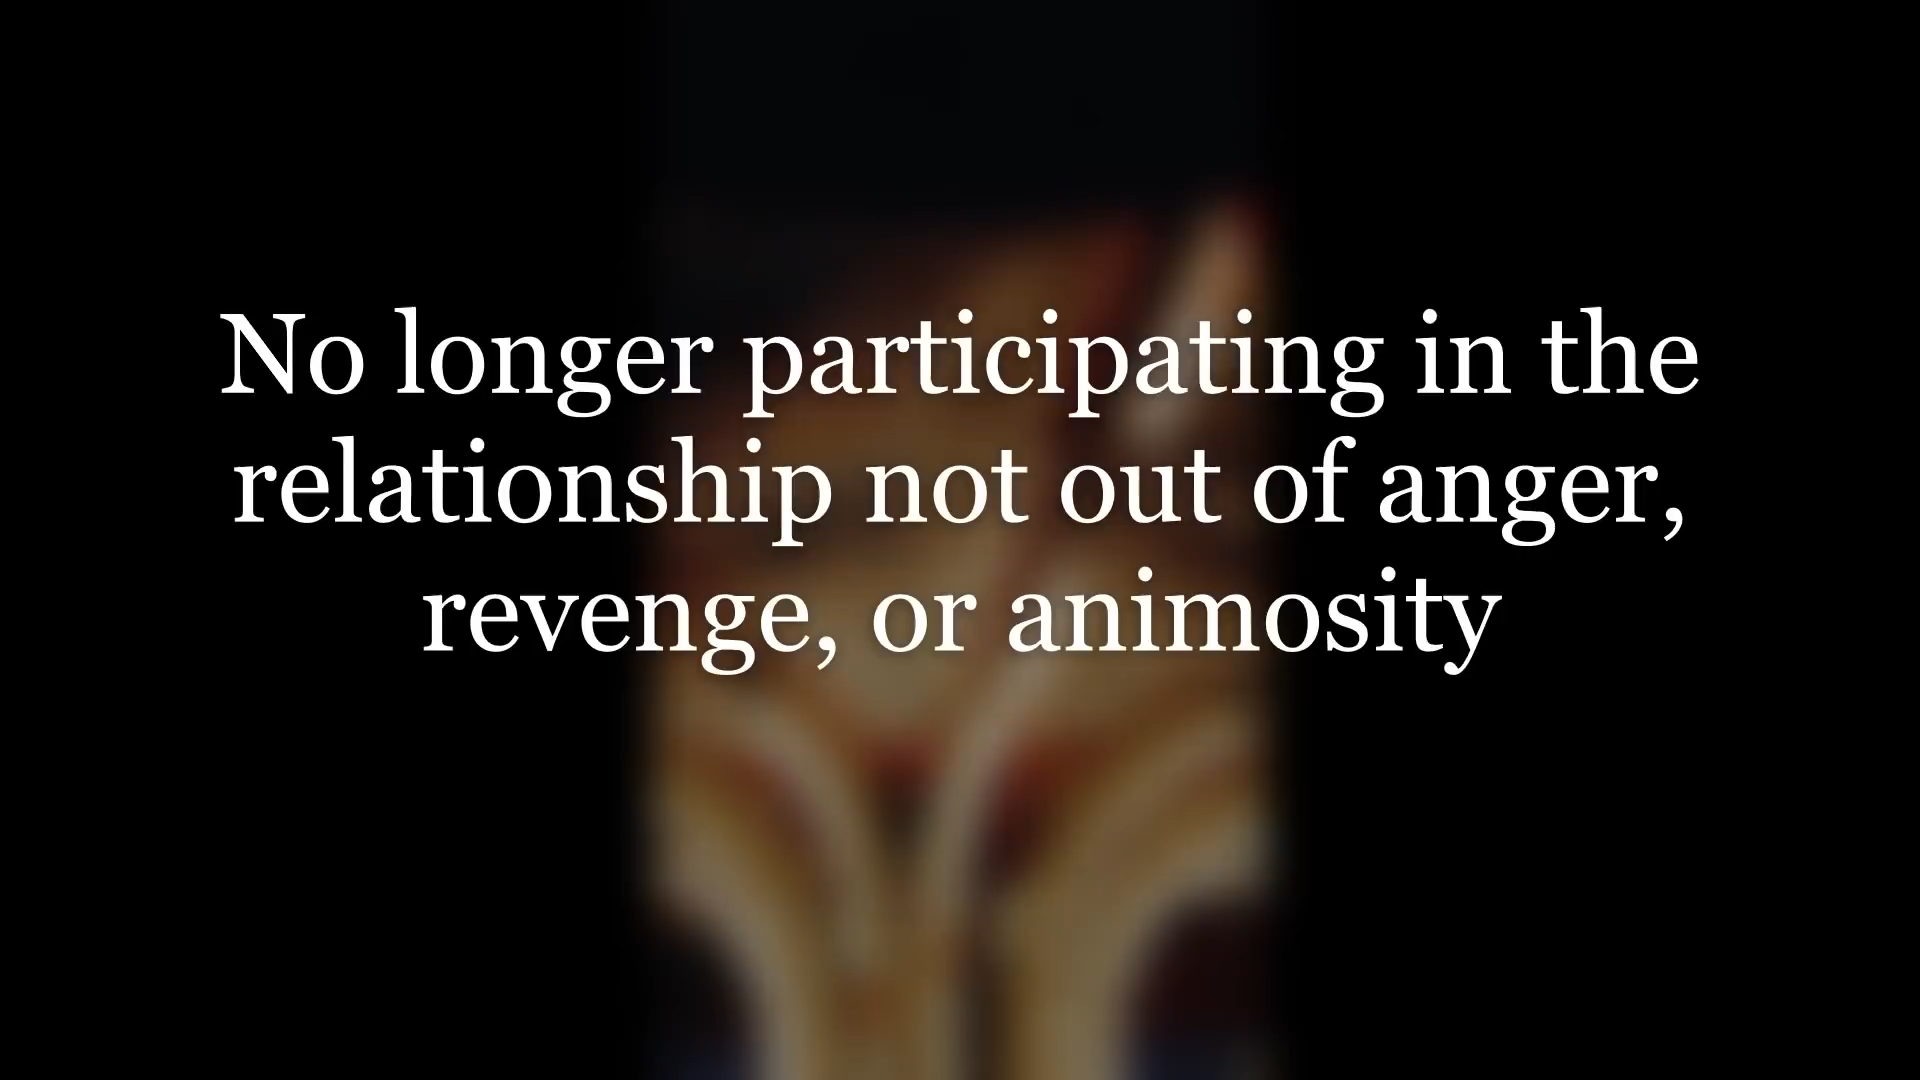 No longer participating in the
relationship not out of anger,
revenge, or animosity